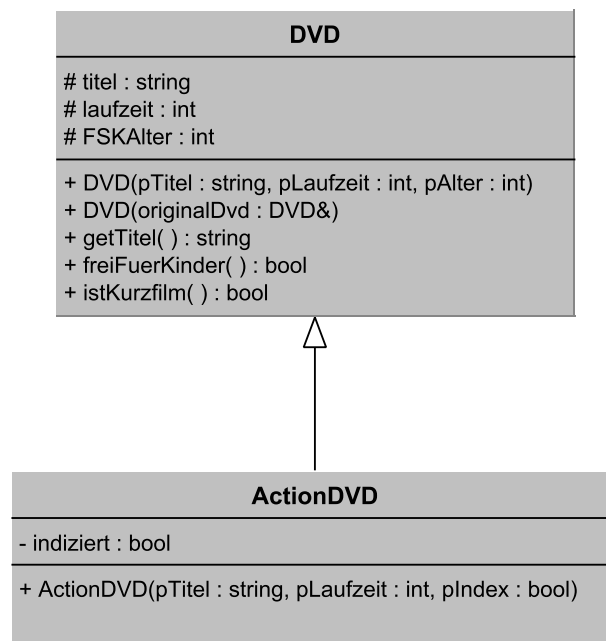 DVD
# titel : string
# laufzeit : int
# FSKAlter : int
+ DVD(pTitel : string, pLaufzeit : int, pAlter : int)
+ DVD(originalDvd : DVD&)
+ getTitel( ) : string
+ freiFuerKinder( ) : bool
+ istKurzfilm( ) : bool
ActionDVD
- indiziert : bool
+ ActionDVD(pTitel : string, pLaufzeit : int, pIndex : bool)